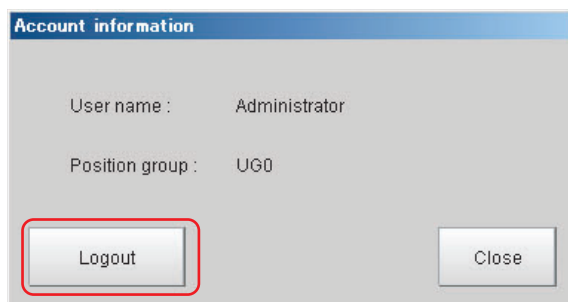 Account information
User name : Administrator
Position group : UG0
Logout Close